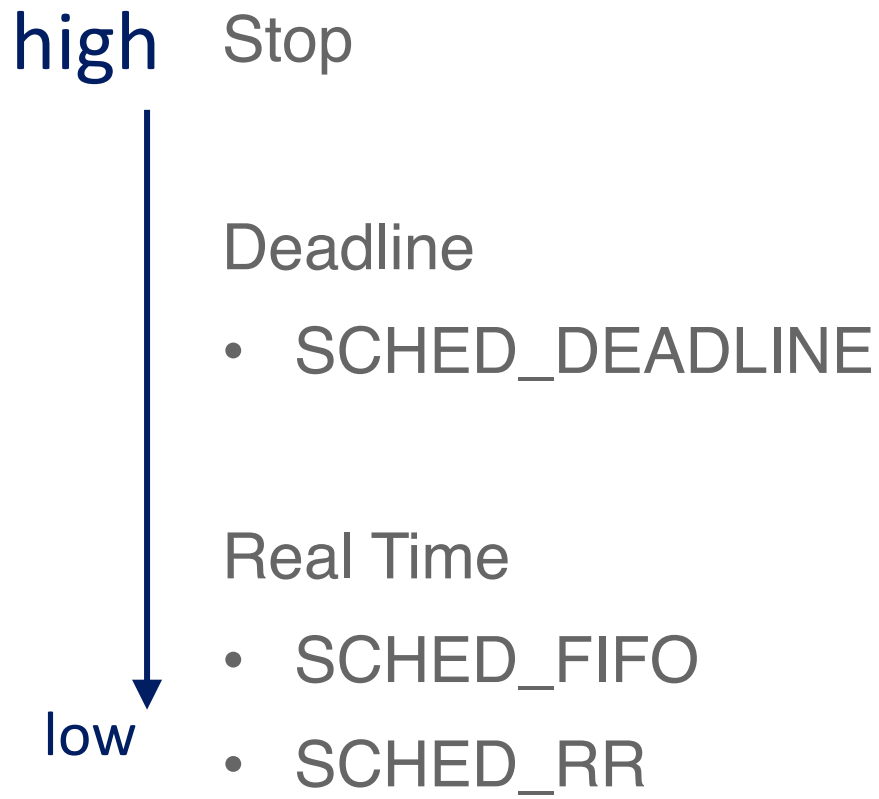 high
Stop
Deadline
• SCHED_DEADLINE
Real Time
• SCHED_FIFO
low
• SCHED_RR